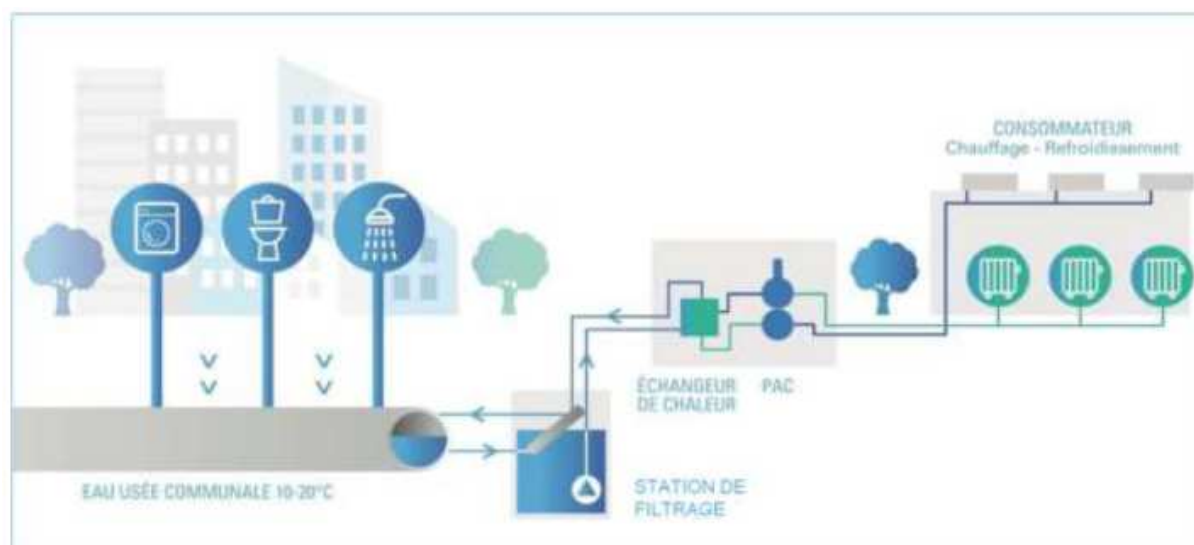 CONSOMMATEUR
Chauffage - Refroidissement
ÉCHANGEUR
DE CHALEUR
PAC
EAU USÉE COMMUNALE 10-20°C
STATION DE
FILTRAGE